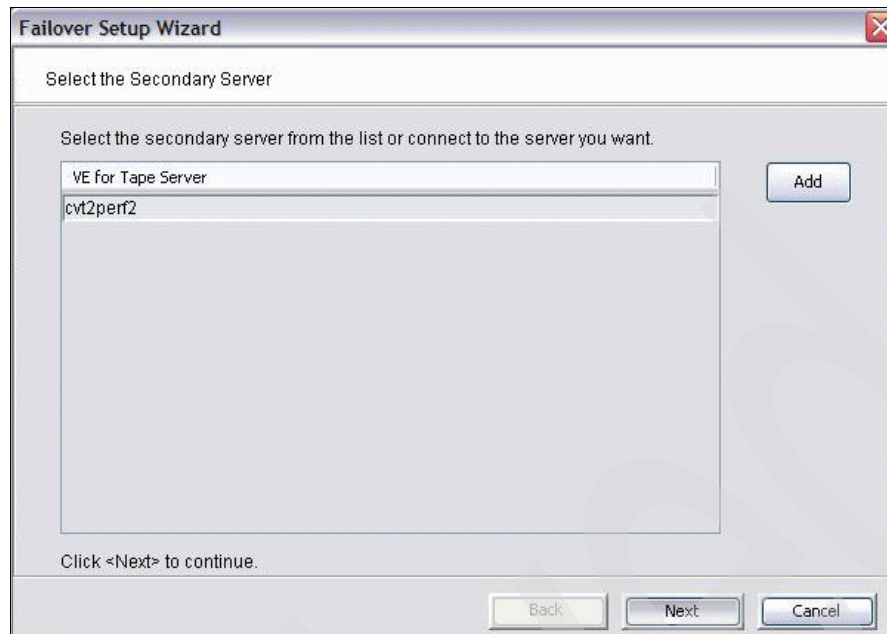 Failover Setup Wizard
Select the Secondary Server
Select the secondary server from the list or connect to the server you want.
VE for Tape Server
Add
cvt2perf2
Click <Next> to continue.
Back
Next
Cancel